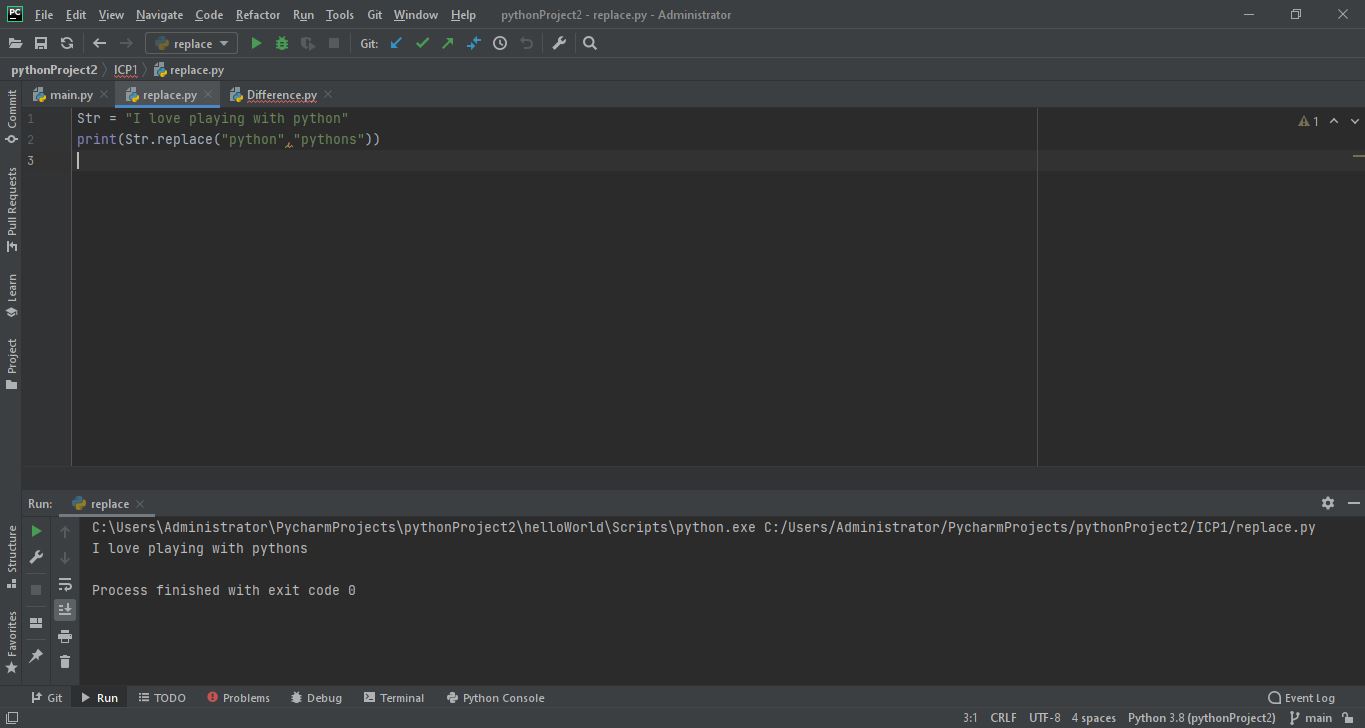 PC File Edit View Navigate Code Refactor Run Tools Git Window Help pythonProject2 - replace.py - Administrator
replace Git:
pythonProject2 ICP1 replace.py
main.py replace.py Difference.py
Commit
Pull Requests
Learn
Project
Structure
Favorites
1 Str = "I love playing with python"
2 print(Str.replace("python","pythons"))
3
1
Run: replace
C:\Users\Administrator\PycharmProjects\pythonProject2\helloWorld\Scripts\python.exe C:/Users/Administrator/PycharmProjects/pythonProject2/ICP1/replace.py
I love playing with pythons
Process finished with exit code 0
Git Run TODO Problems Debug Terminal Python Console Event Log
3:1 CRLF UTF-8 4 spaces Python 3.8 (pythonProject2) main